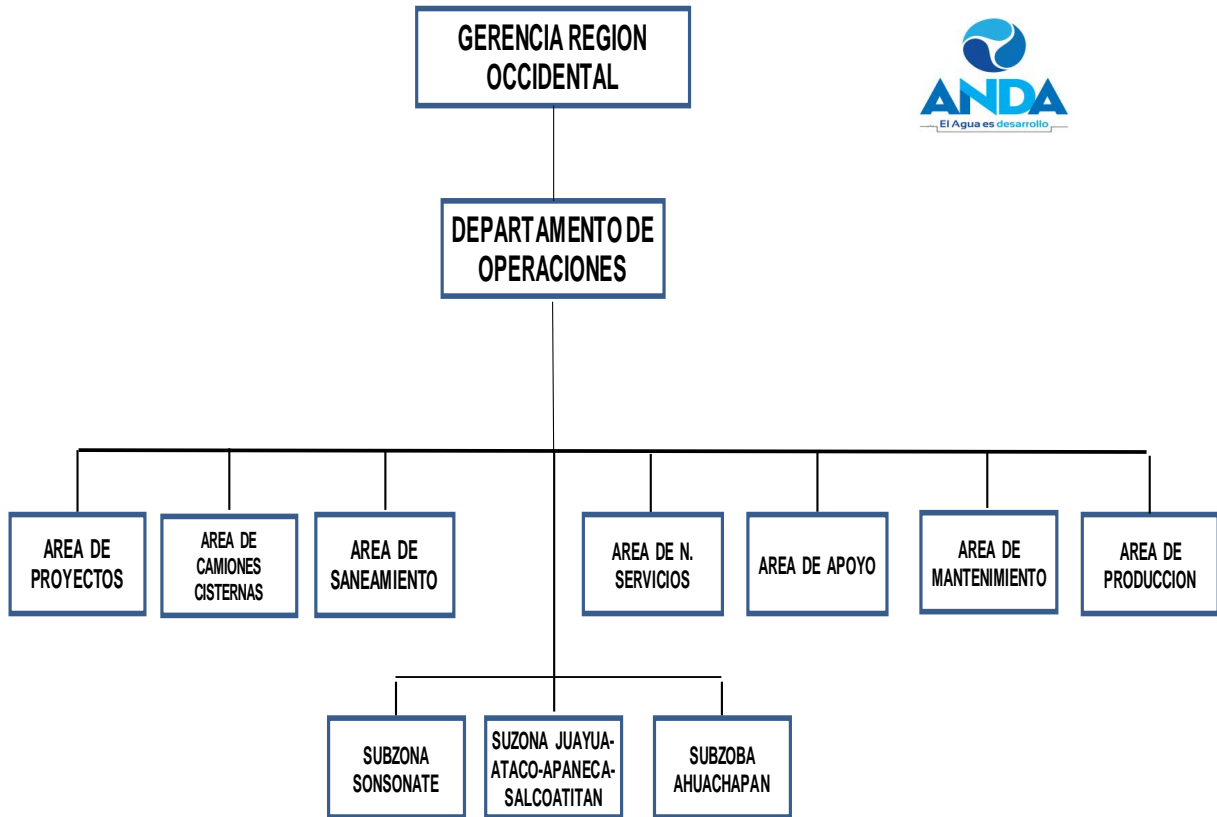 GERENCIA REGION
OCCIDENTAL
ANDA
El Agua es desarrollo
DEPARTAMENTO DE
OPERACIONES
AREA DE
PROYECTOS
AREA DE
CAMIONES
CISTERNAS
AREA DE
SANEAMIENTO
AREA DE N.
SERVICIOS
AREA DE APOYO
AREA DE
MANTENIMIENTO
AREA DE
PRODUCCION
SUBZONA
SONSONATE
SUZONA JUAYUA-
ATACO-APANECA-
SALCOATITAN
SUBZOBA
AHUACHAPAN